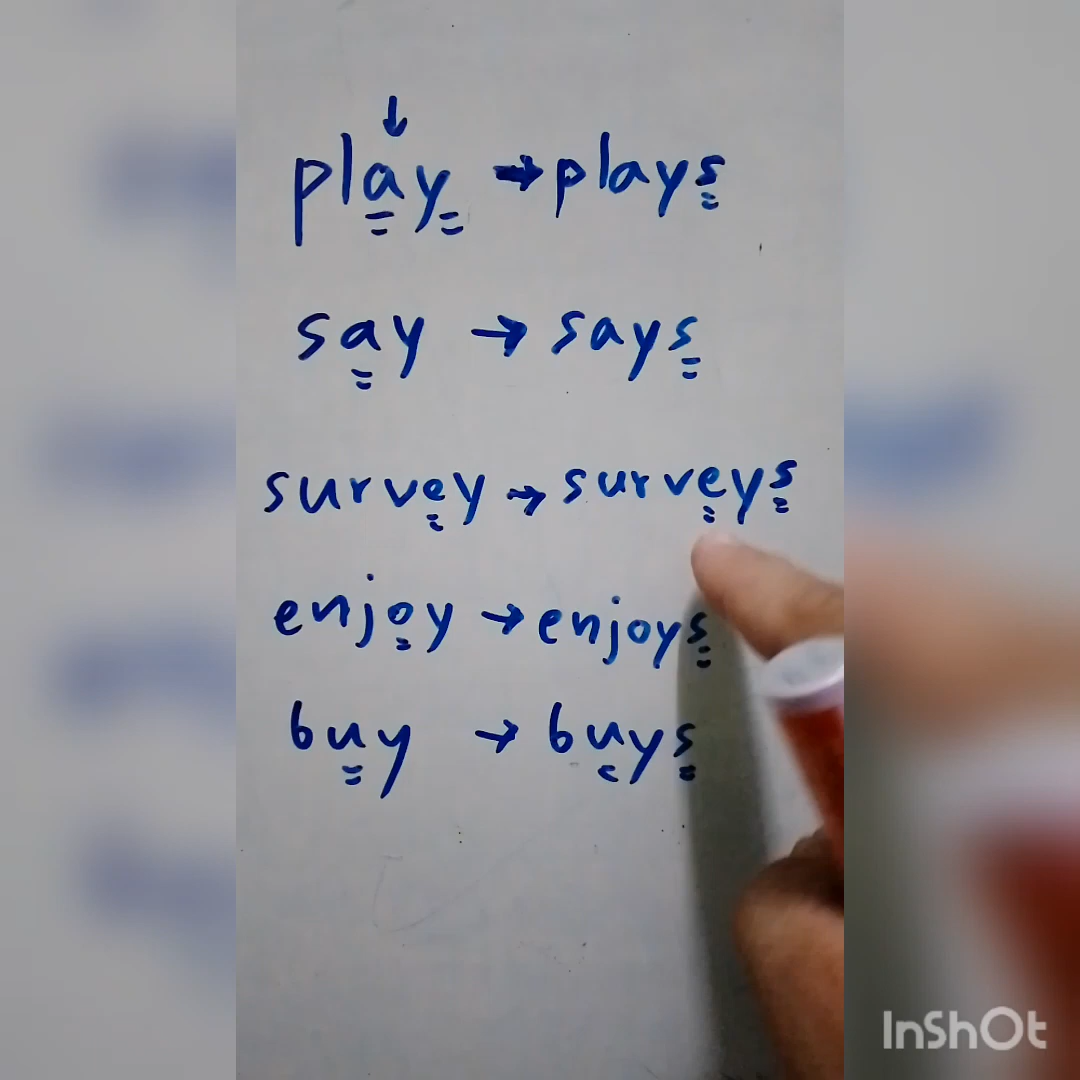 play → plays
say → says
survey → surveys
enjoy → enjoys
buy → buys
InShOt